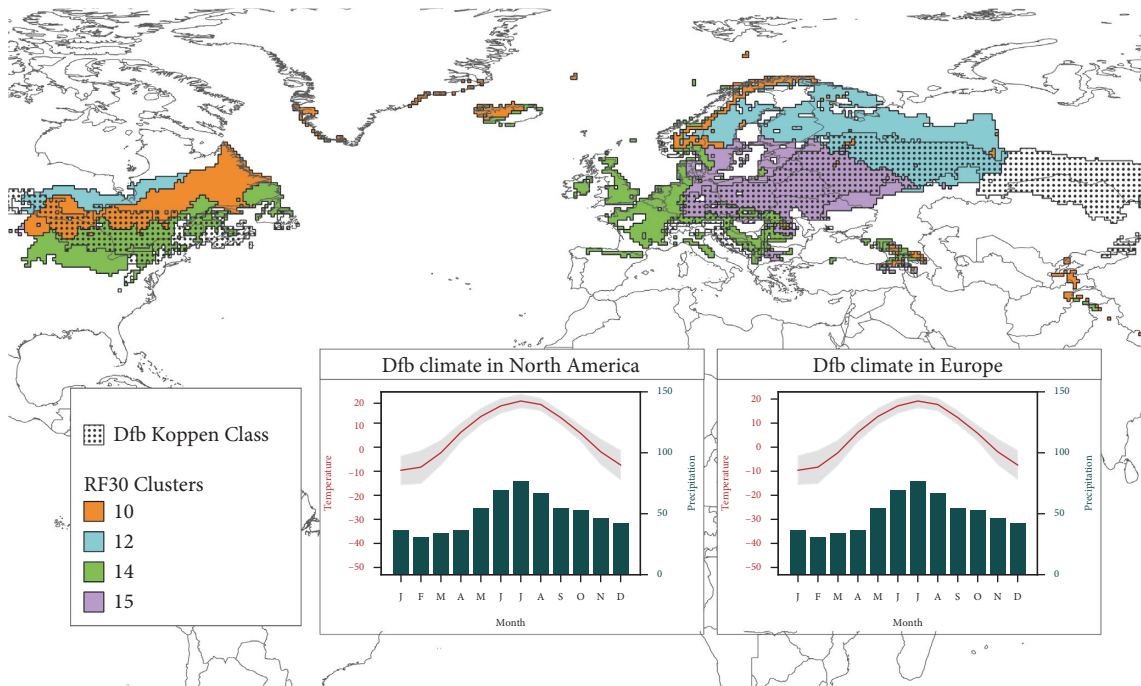 Dfb Koppen Class
RF30 Clusters
10
12
14
15
Dfb climate in North America
20
10
0
−10
−20
−30
−40
−50
Temperature
150
100
50
0
Precipitation
J F M A M J J A S O N D
Month
Dfb climate in Europe
20
10
0
−10
−20
−30
−40
−50
Temperature
150
100
50
0
Precipitation
J F M A M J J A S O N D
Month